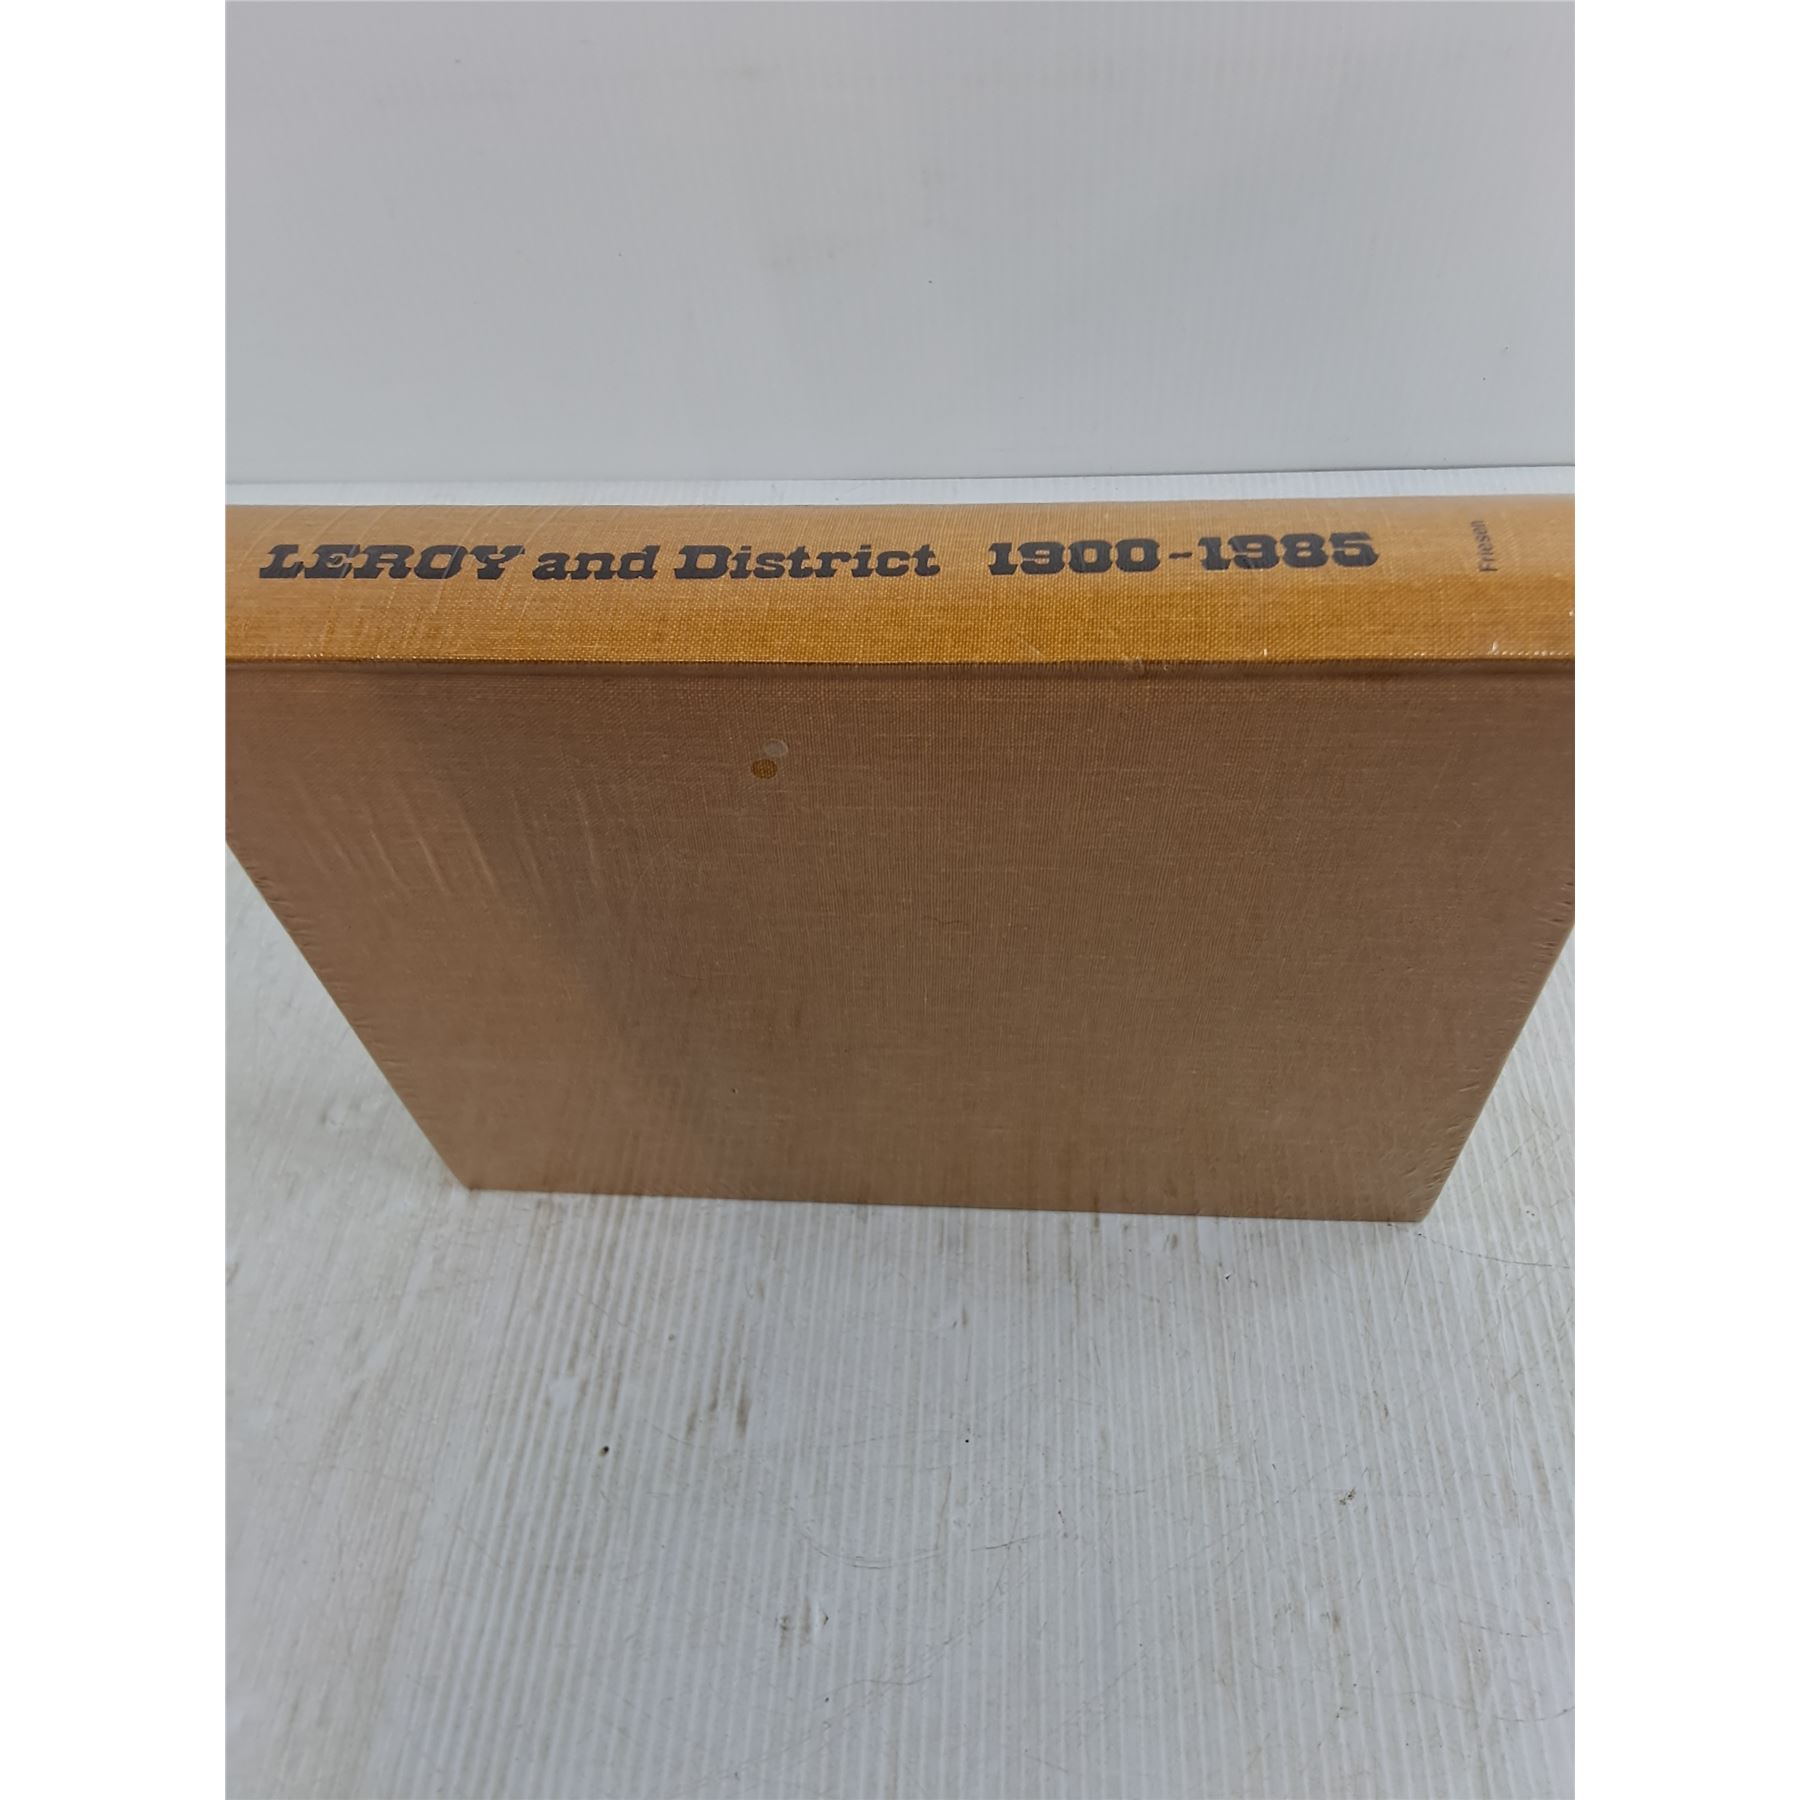 LEROY and District 1900-1985
Friesen